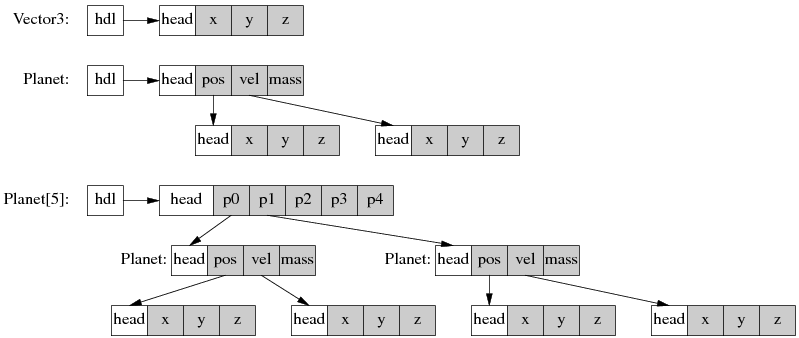 Vector3: hdl head x y z
Planet: hdl head pos vel mass
head x y z head x y z
Planet[5]: hdl head p0 p1 p2 p3 p4
Planet: head pos vel mass Planet: head pos vel mass
head x y z head x y z head x y z head x y z